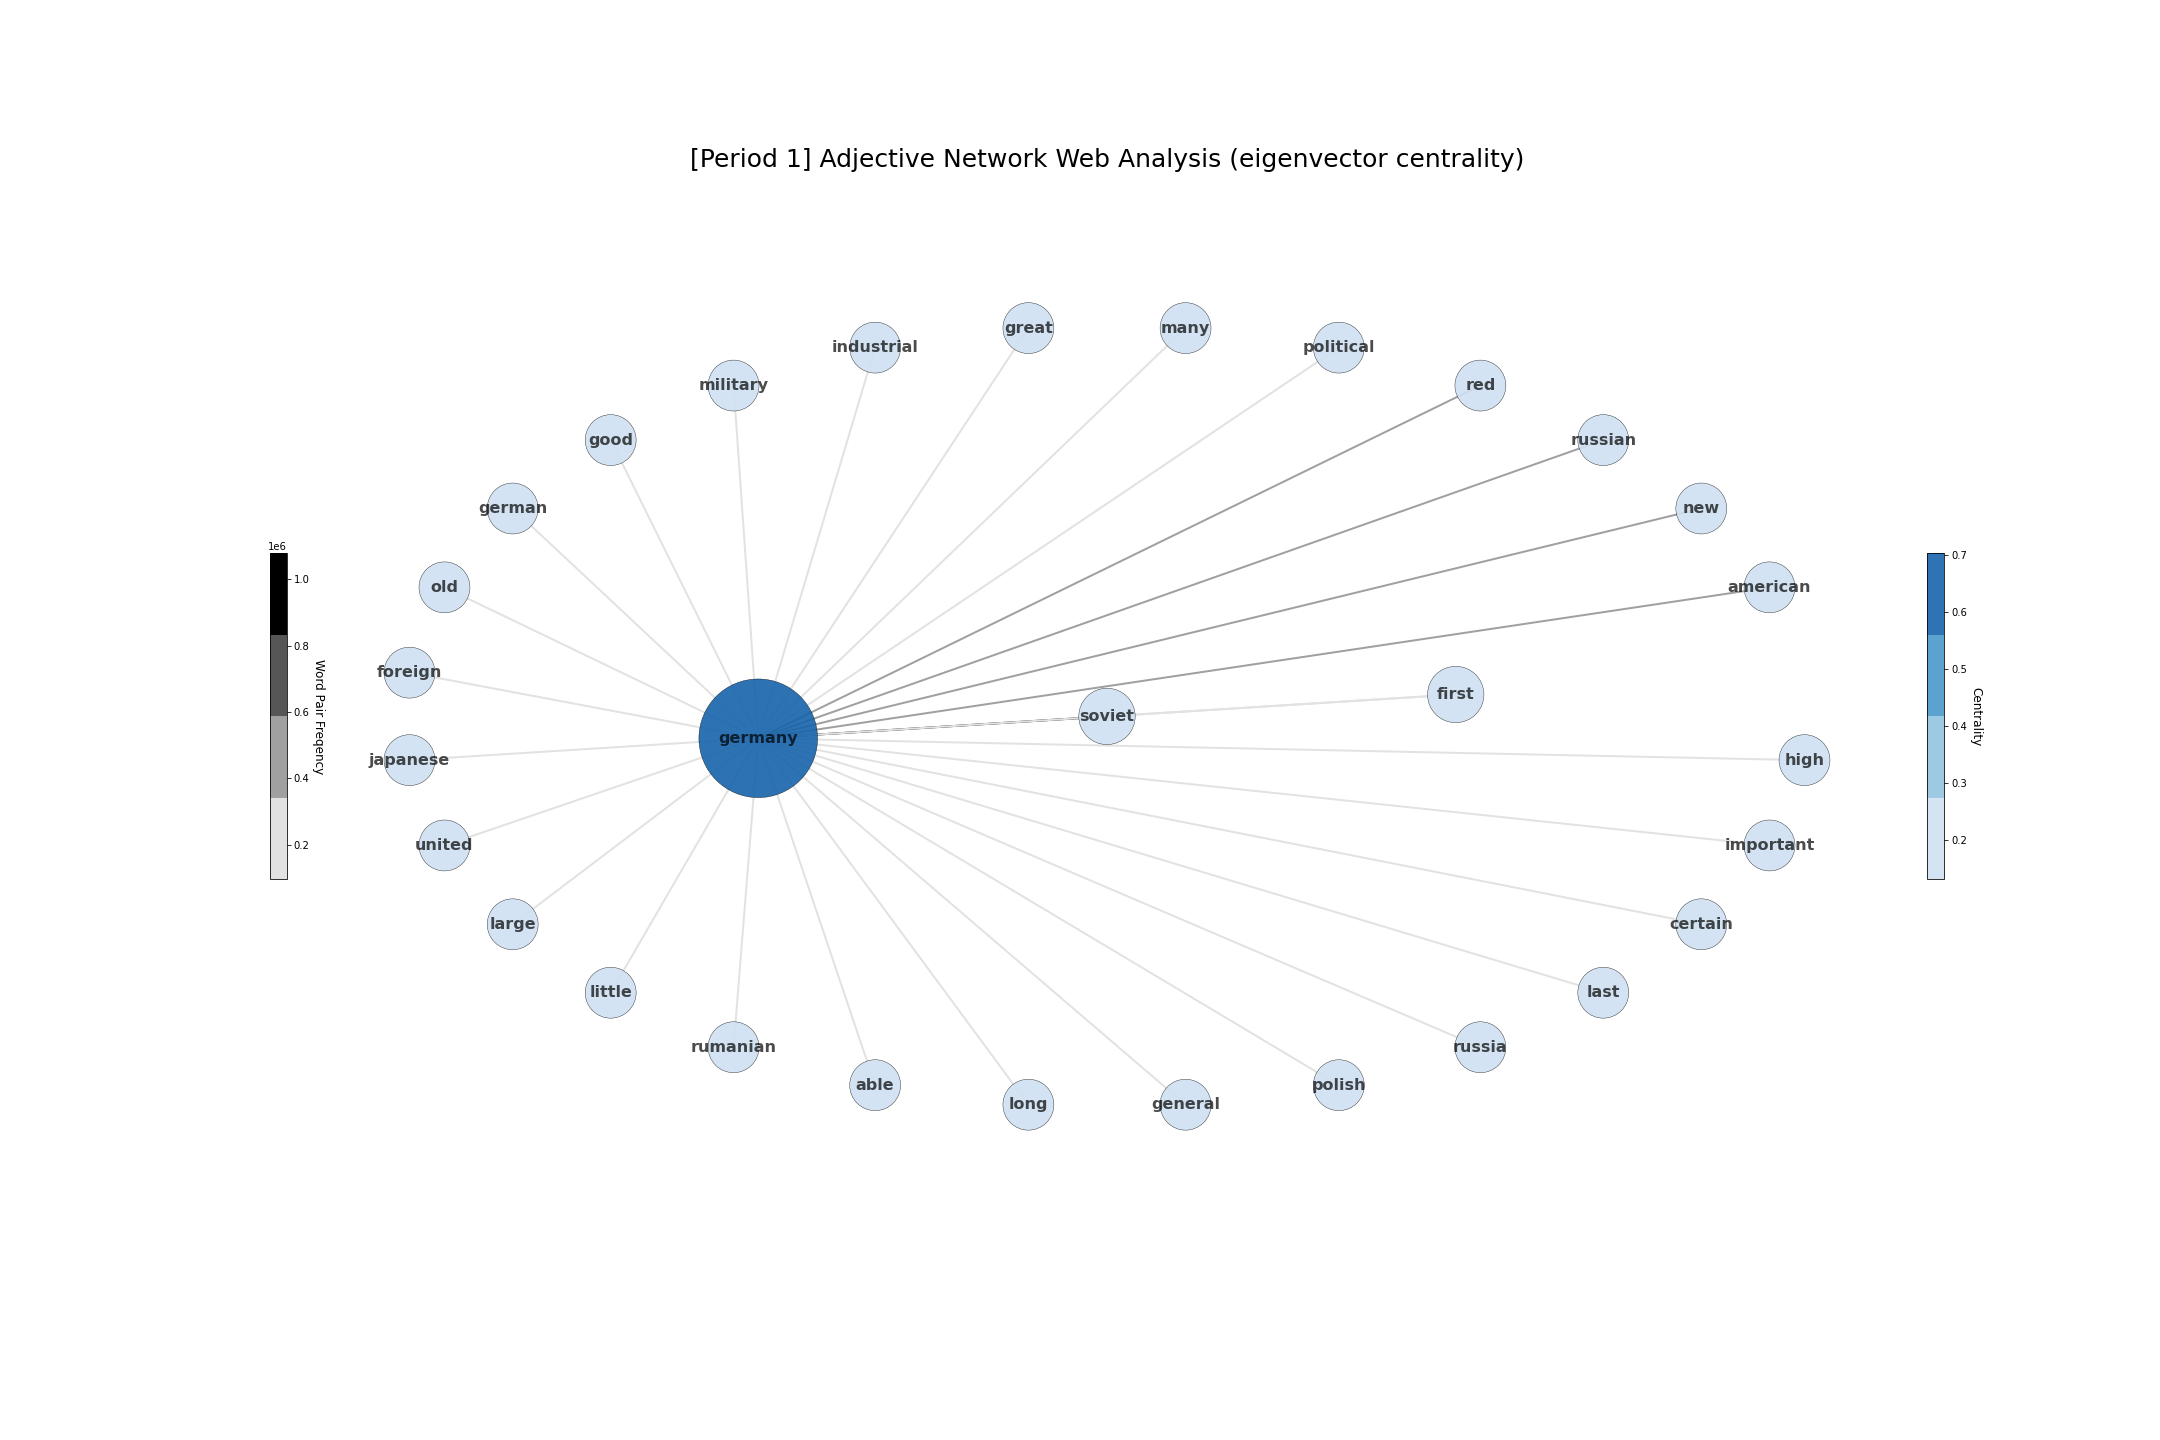 [Period 1] Adjective Network Web Analysis (eigenvector centrality)
great
many
industrial
political
military
red
good
russian
german
new
1e6
1.0
0.8
0.6
0.4
0.2
Word Pair Freqency
0.7
0.6
0.5
0.4
0.3
0.2
Centrality
old
american
foreign
first
soviet
germany
japanese
high
united
important
large
certain
little
last
rumanian
russia
able
polish
long
general